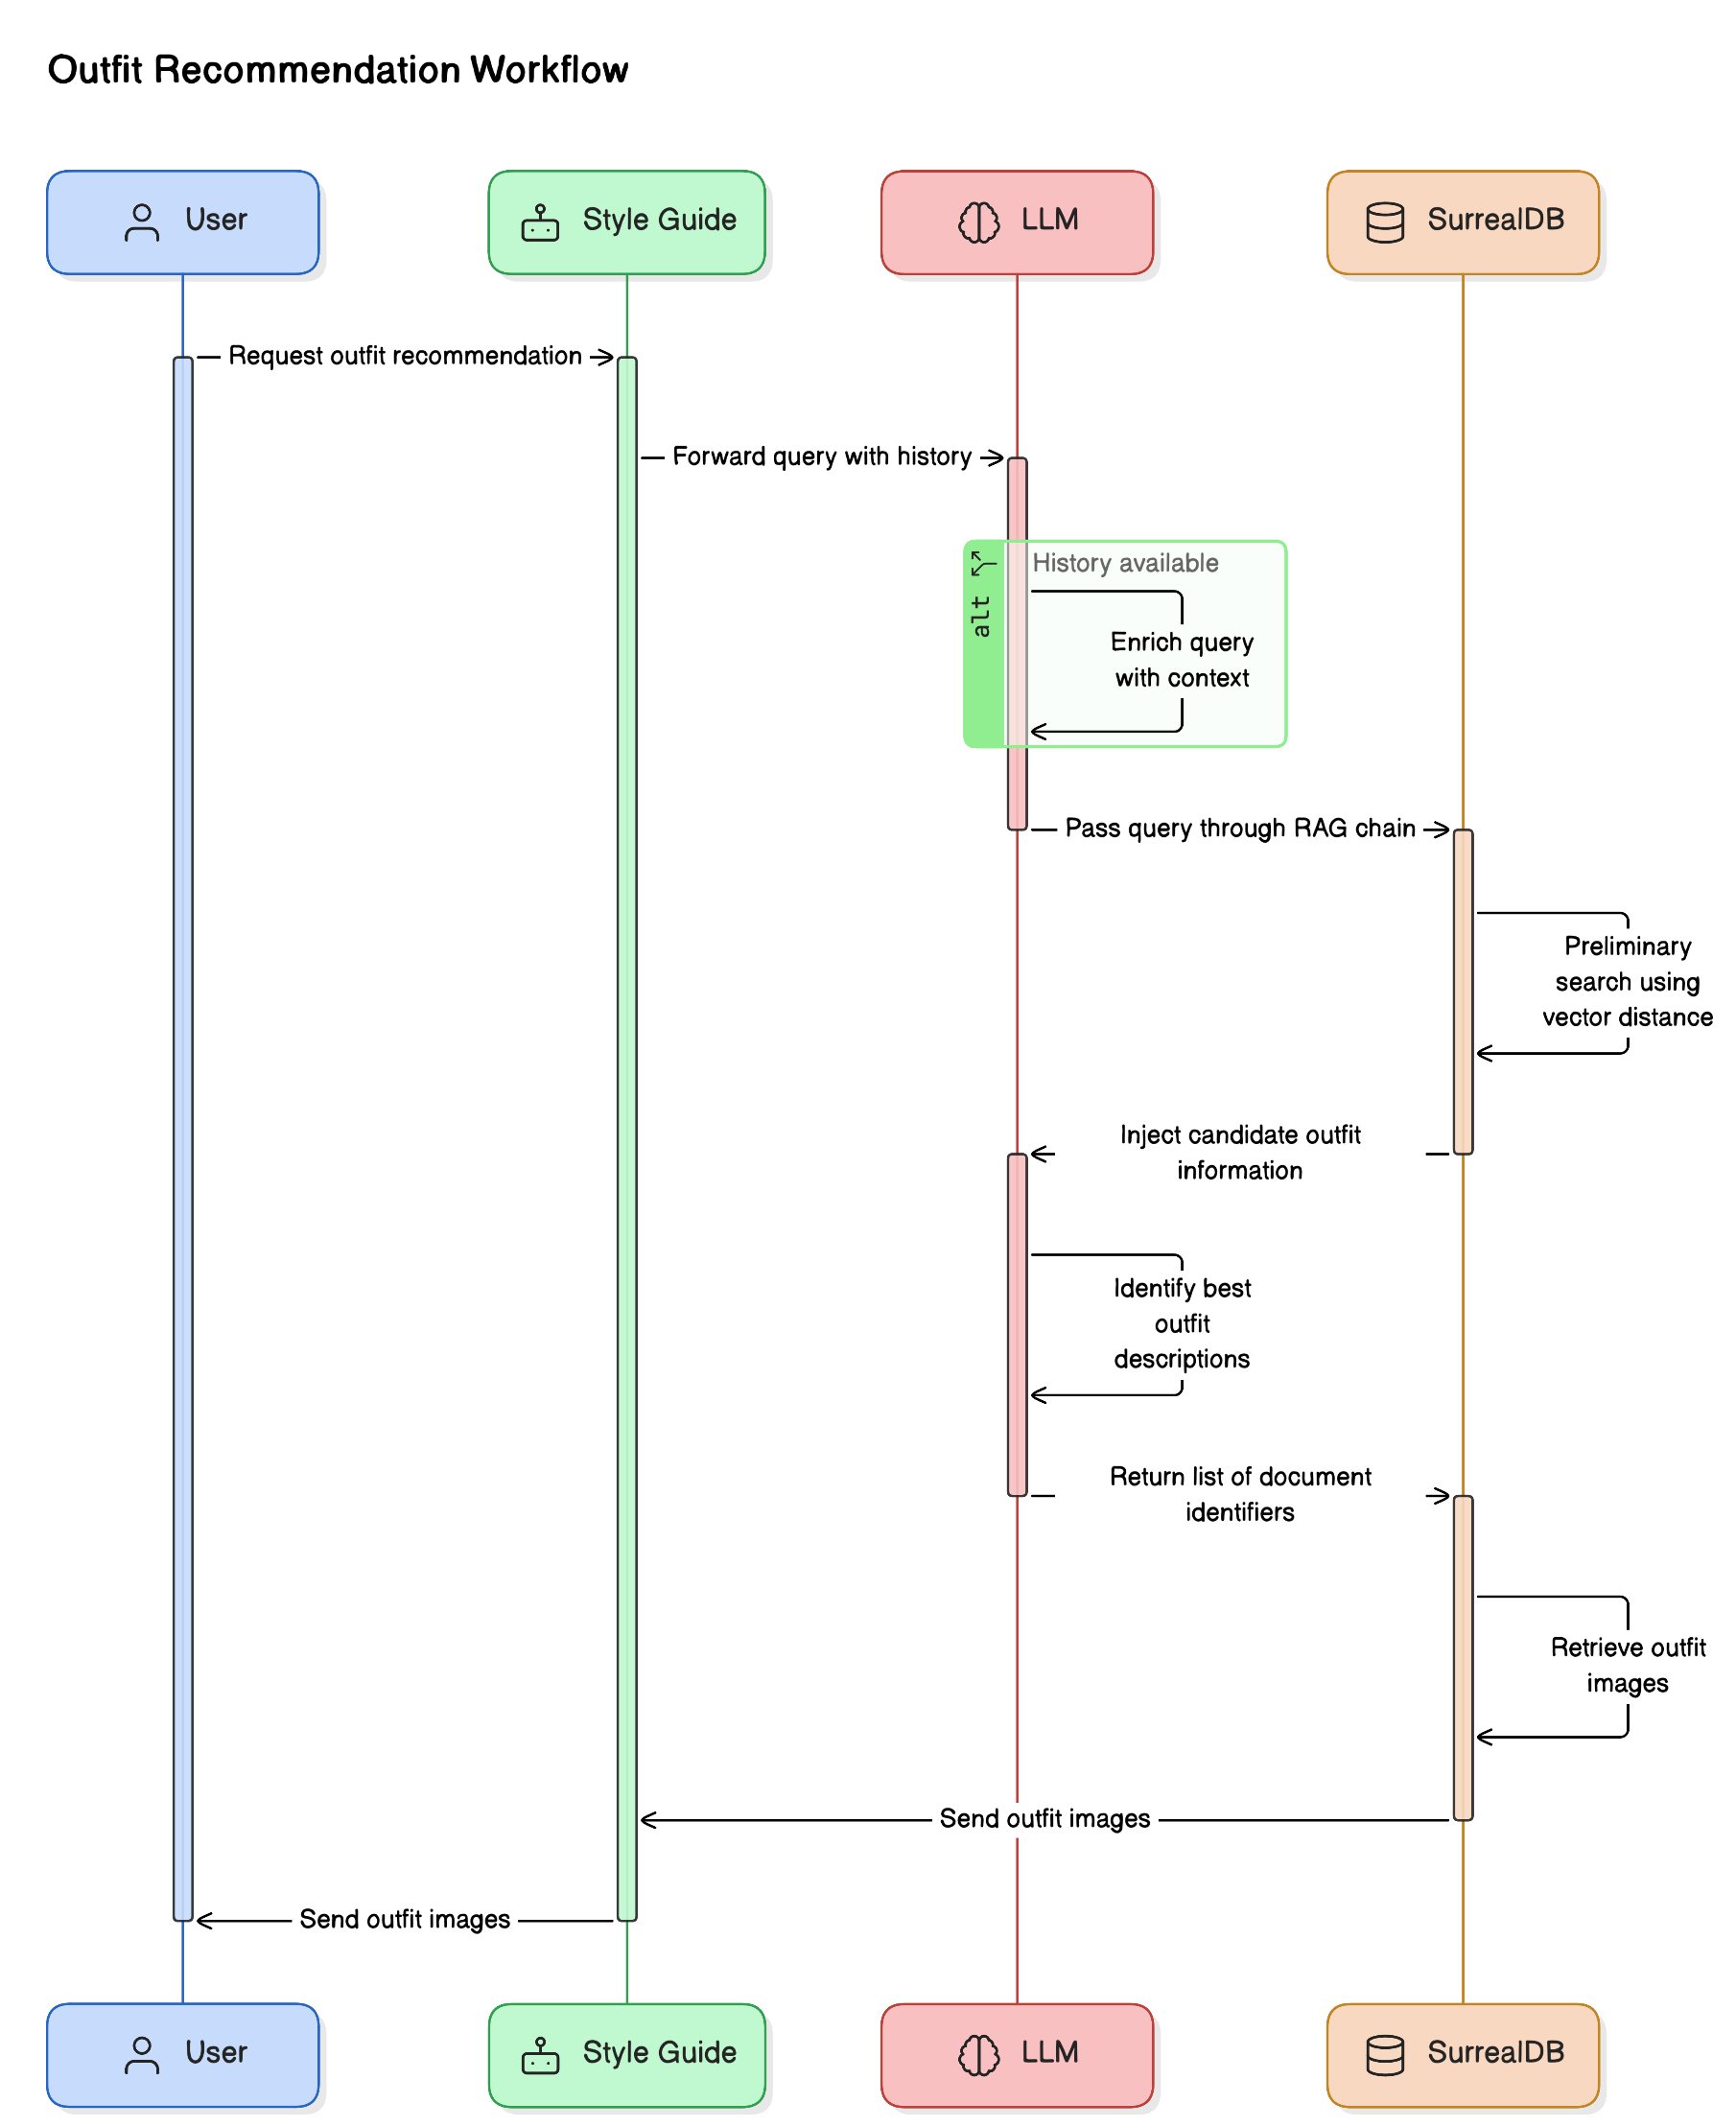 Outfit Recommendation Workflow
User
Style Guide
LLM
SurrealDB
Request outfit recommendation
Forward query with history
alt
History available
Enrich query
with context
Pass query through RAG chain
Preliminary
search using
vector distance
Inject candidate outfit
information
Identify best
outfit
descriptions
Return list of document
identifiers
Retrieve outfit
images
Send outfit images
Send outfit images
User
Style Guide
LLM
SurrealDB